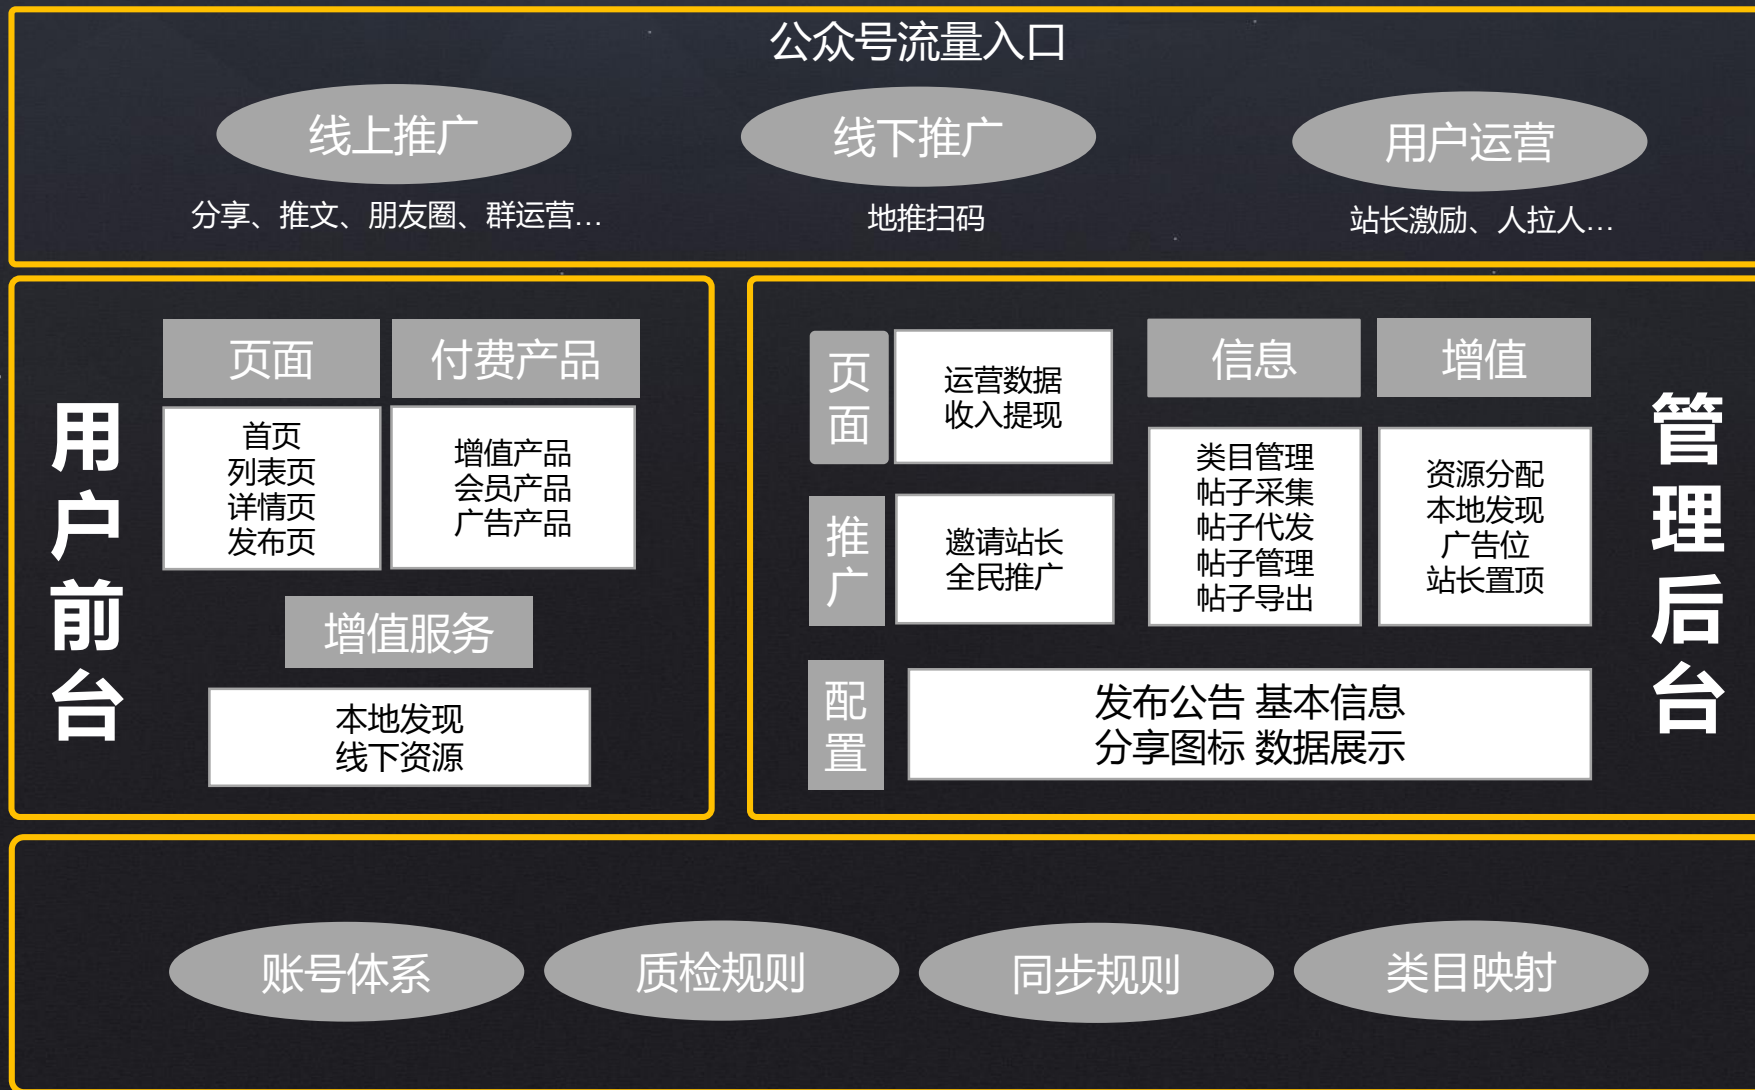 公众号流量入口
线上推广
线下推广
用户运营
分享、推文、朋友圈、群运营...
地推扫码
站长激励、人拉人...
用户前台
页面
付费产品
首页
列表页
详情页
发布页
增值产品
会员产品
广告产品
增值服务
本地发现
线下资源
页面
运营数据
收入提现
推广
邀请站长
全民推广
信息
类目管理
帖子采集
帖子代发
帖子管理
帖子导出
增值
资源分配
本地发现
广告位
站长置顶
配置
发布公告 基本信息
分享图标 数据展示
管理后台
账号体系
质检规则
同步规则
类目映射